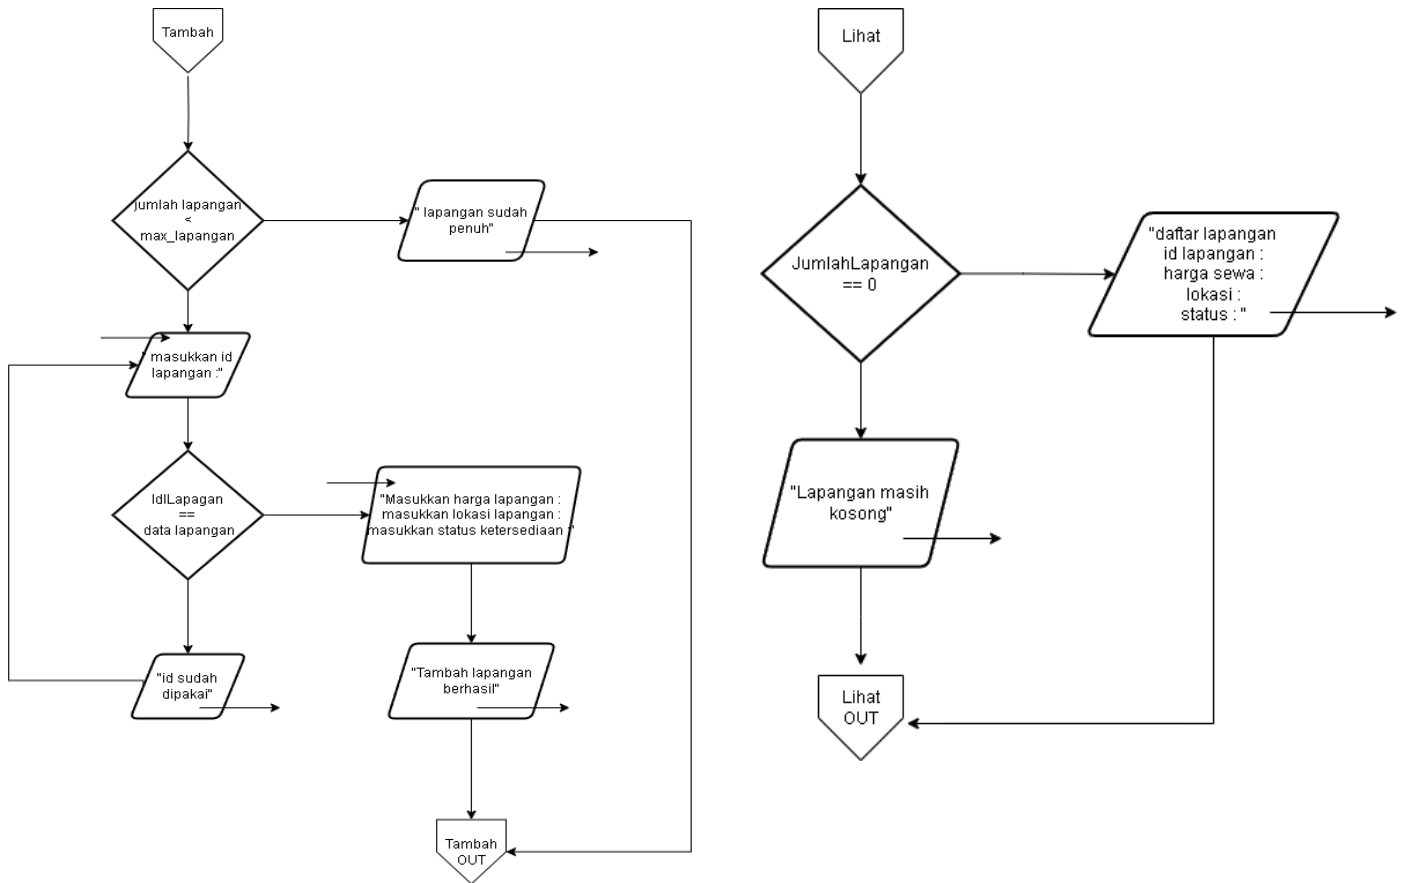 Tambah
jumlah lapangan
<
max_lapangan
" lapangan sudah
penuh"
" masukkan id
lapangan :"
IdlLapagan
==
data lapangan
"Masukkan harga lapangan :
masukkan lokasi lapangan :
masukkan status ketersediaan :"
"id sudah
dipakai"
"Tambah lapangan
berhasil"
Tambah
OUT
Lihat
JumlahLapangan
== 0
"daftar lapangan
id lapangan :
harga sewa :
lokasi :
status : "
"Lapangan masih
kosong"
Lihat
OUT